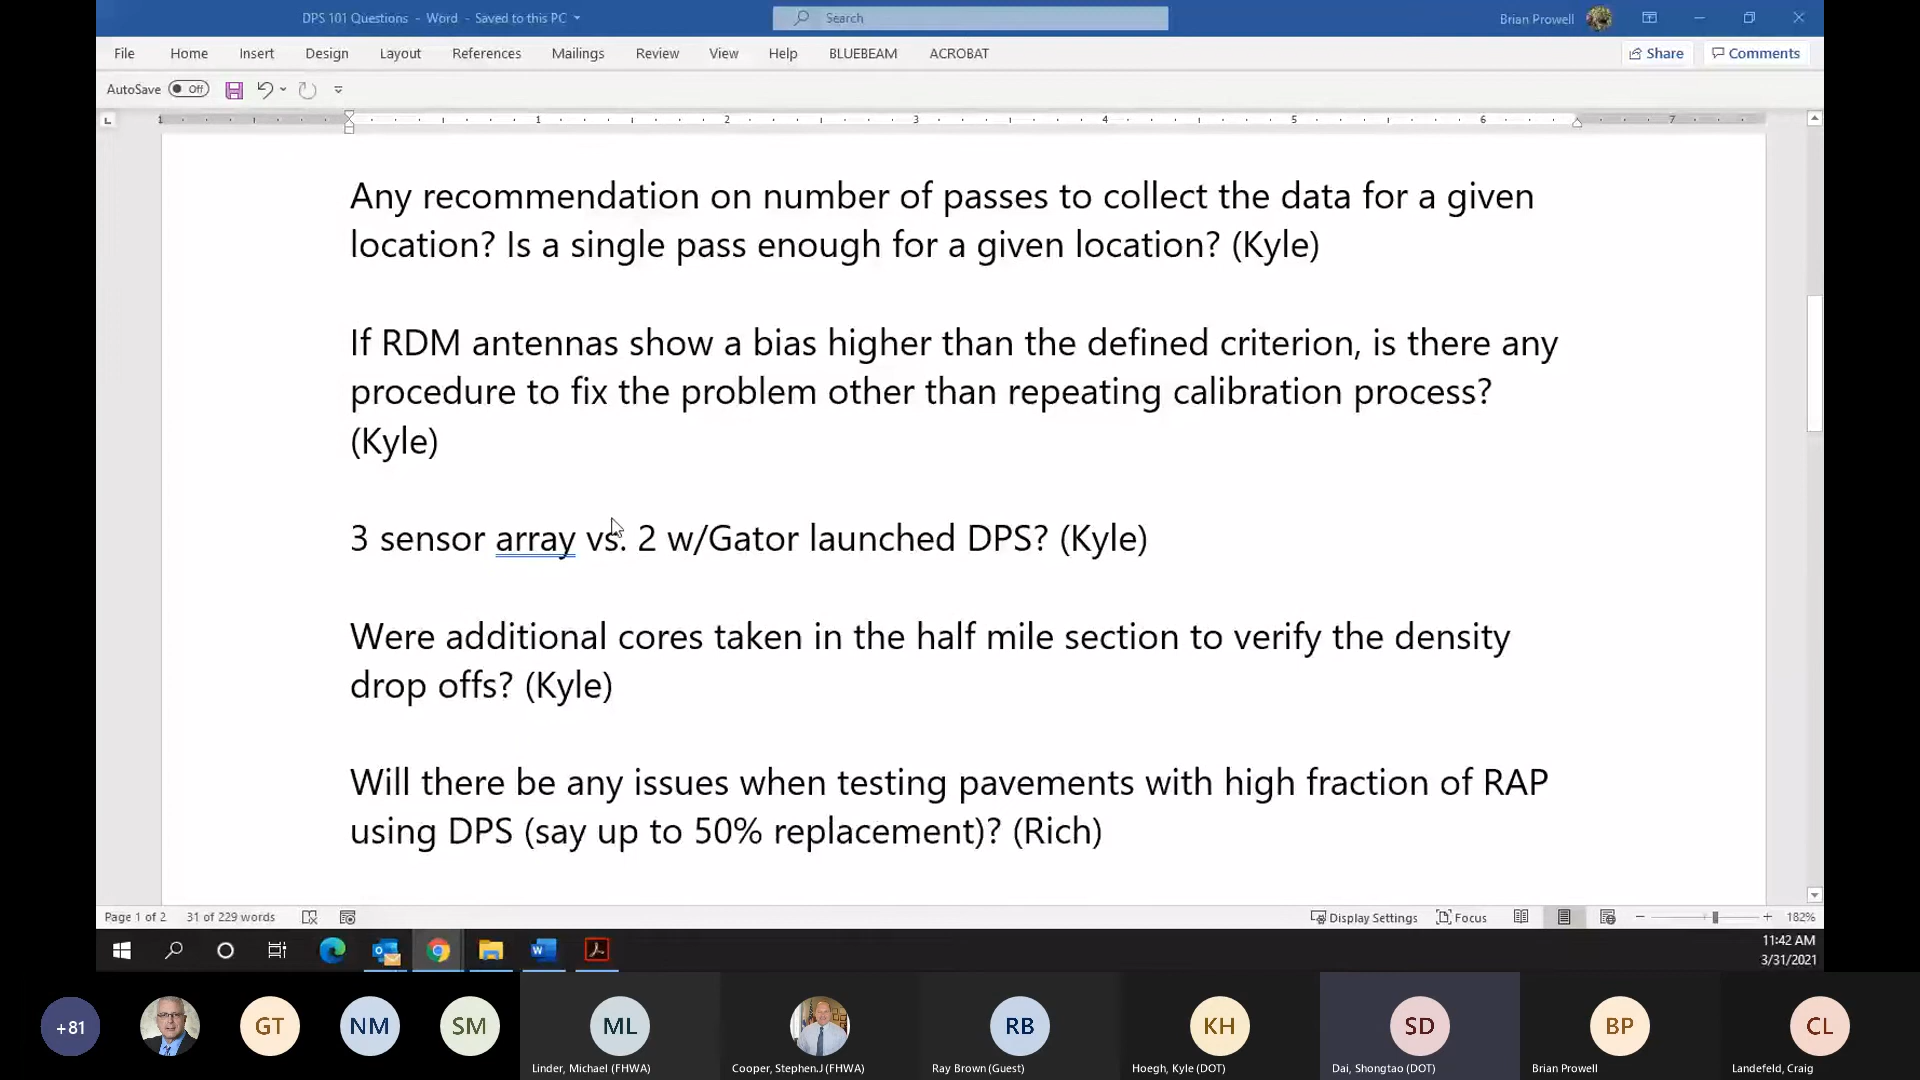 DPS 101 Questions - Word - Saved to this PC
Search
Brian Prowell
File Home Insert Design Layout References Mailings Review View Help BLUEBEAM ACROBAT
Share Comments
AutoSave Off
1 1 2 3 4 5 6 7
Any recommendation on number of passes to collect the data for a given
location? Is a single pass enough for a given location? (Kyle)
If RDM antennas show a bias higher than the defined criterion, is there any
procedure to fix the problem other than repeating calibration process?
(Kyle)
3 sensor array vs. 2 w/Gator launched DPS? (Kyle)
Were additional cores taken in the half mile section to verify the density
drop offs? (Kyle)
Will there be any issues when testing pavements with high fraction of RAP
using DPS (say up to 50% replacement)? (Rich)
Page 1 of 2 31 of 229 words
Display Settings Focus 182%
11:42 AM
3/31/2021
+81 GT NM SM ML RB KH SD BP CL
Linder, Michael (FHWA) Cooper, Stephen.J (FHWA) Ray Brown (Guest) Hoegh, Kyle (DOT) Dai, Shongtao (DOT) Brian Prowell Landefeld, Craig